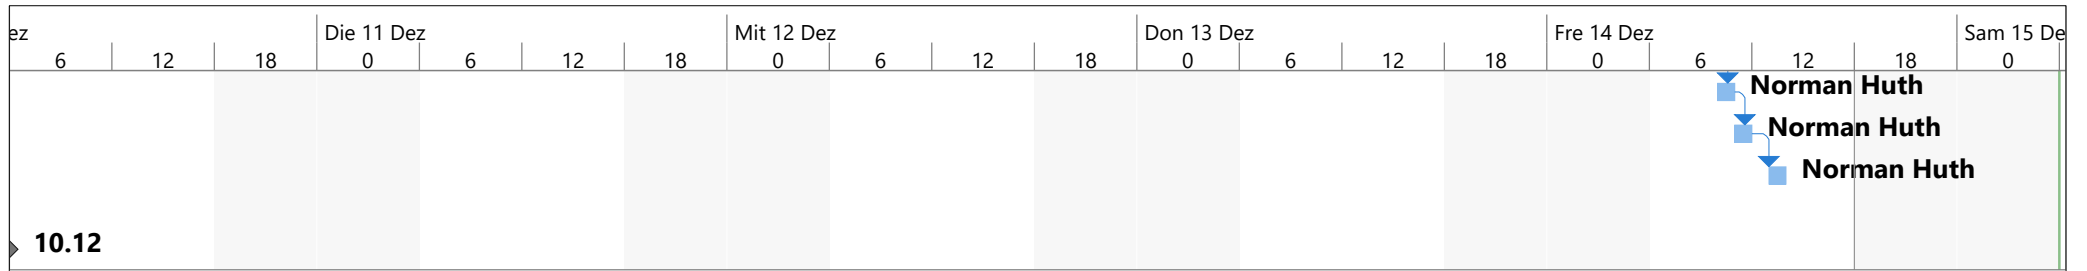 ez Die 11 Dez Mit 12 Dez Don 13 Dez Fre 14 Dez Sam 15 De
6 12 18 0 6 12 18 0 6 12 18 0 6 12 18 0 6 12 18 0
Norman Huth
Norman Huth
Norman Huth
10.12